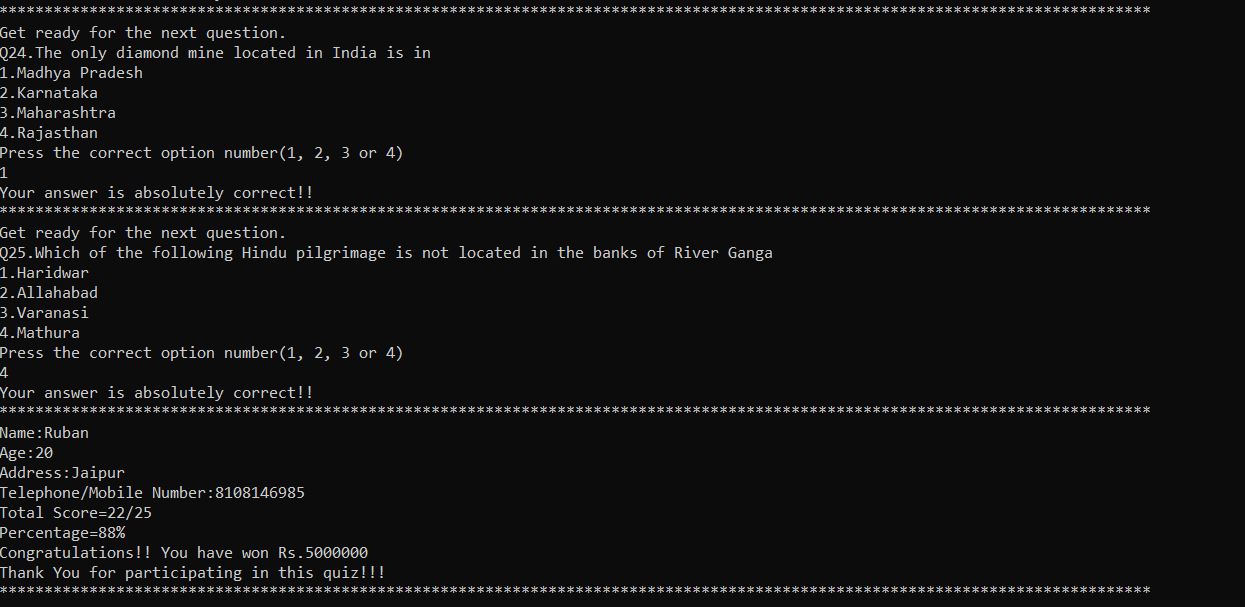 ********************************************************************************************************************************
Get ready for the next question.
Q24.The only diamond mine located in India is in
1.Madhya Pradesh
2.Karnataka
3.Maharashtra
4.Rajasthan
Press the correct option number(1, 2, 3 or 4)
1
Your answer is absolutely correct!!
********************************************************************************************************************************
Get ready for the next question.
Q25.Which of the following Hindu pilgrimage is not located in the banks of River Ganga
1.Haridwar
2.Allahabad
3.Varanasi
4.Mathura
Press the correct option number(1, 2, 3 or 4)
4
Your answer is absolutely correct!!
********************************************************************************************************************************
Name:Ruban
Age:20
Address:Jaipur
Telephone/Mobile Number:8108146985
Total Score=22/25
Percentage=88%
Congratulations!! You have won Rs.5000000
Thank You for participating in this quiz!!!
********************************************************************************************************************************